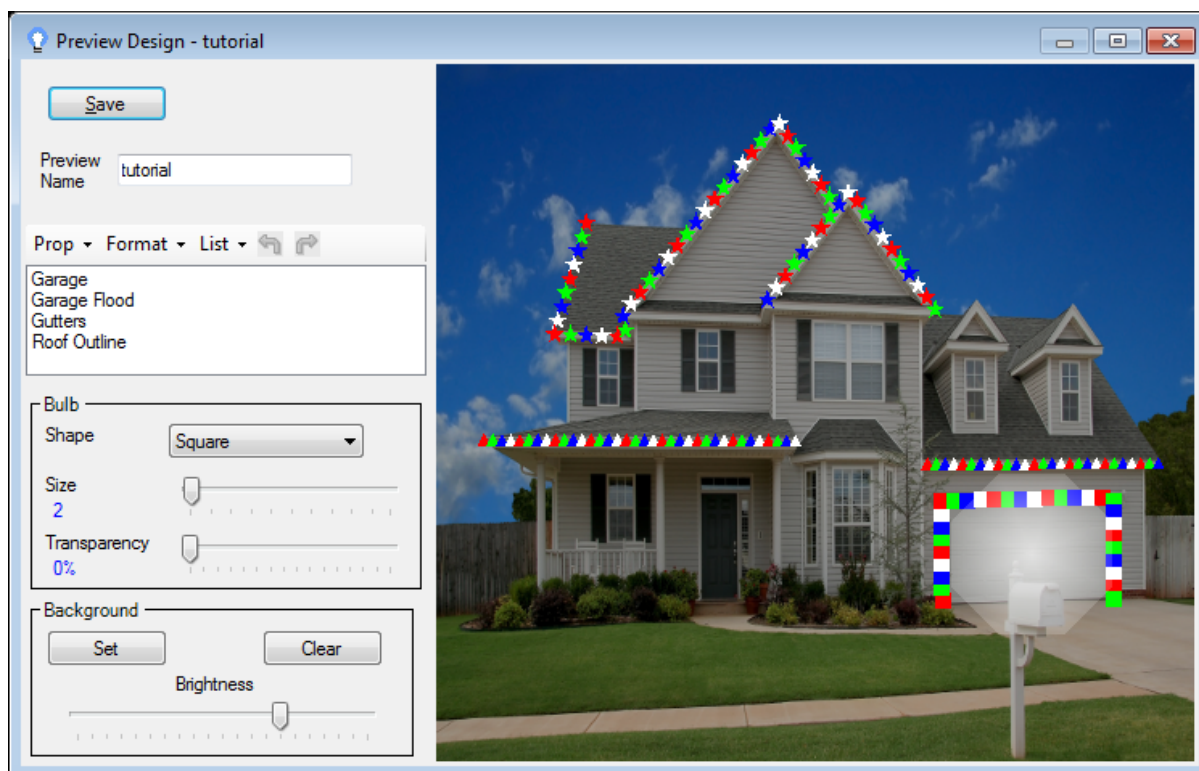 Preview Design - tutorial
Save
Preview
Name
tutorial
Prop
Format
List
Garage
Garage Flood
Gutters
Roof Outline
Bulb
Shape
Square
Size
2
Transparency
0%
Background
Set
Clear
Brightness